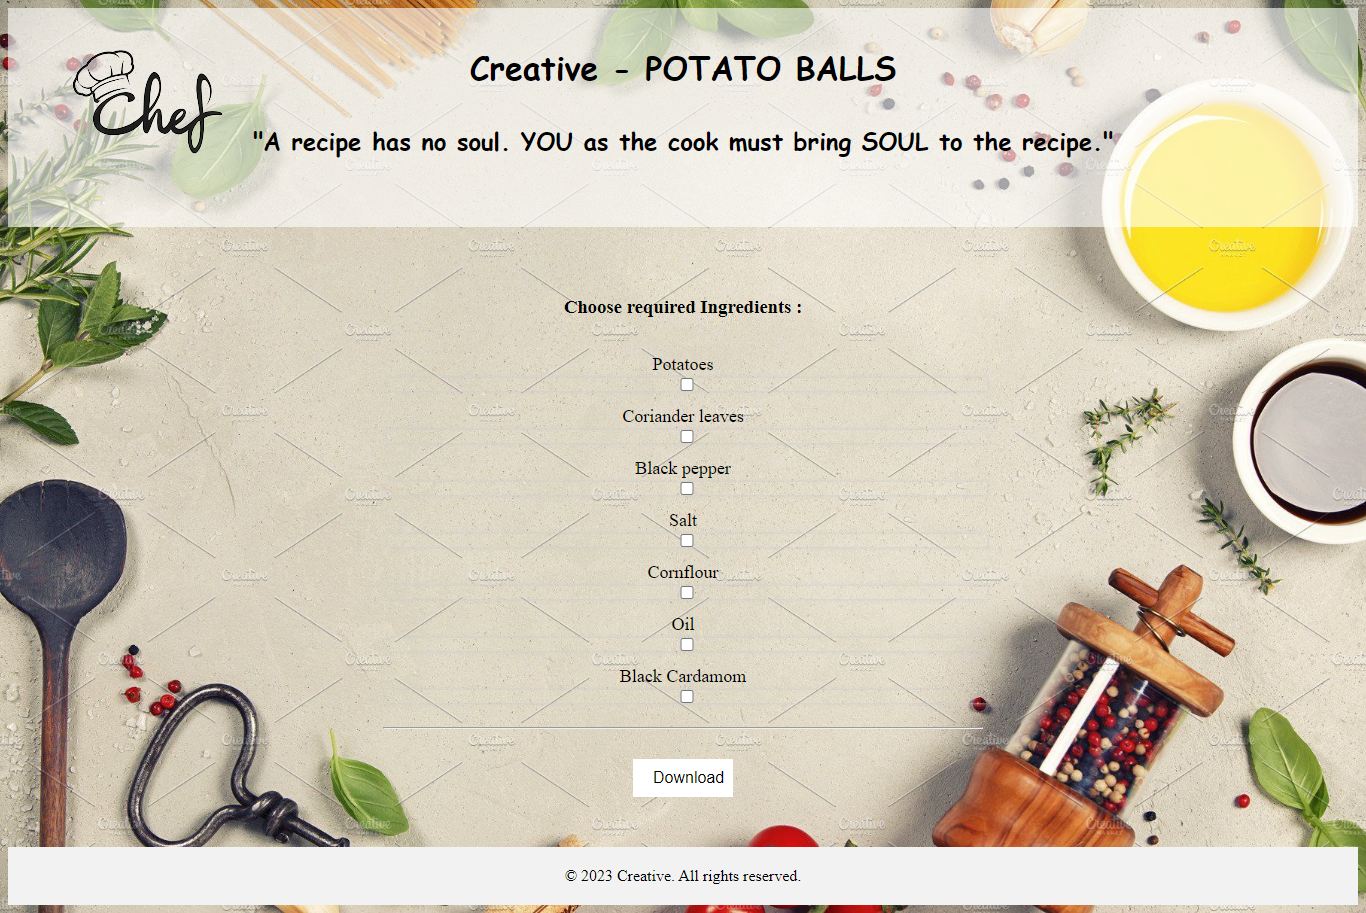 Chef
Creative - POTATO BALLS
"A recipe has no soul. YOU as the cook must bring SOUL to the recipe."
Choose required Ingredients :
Potatoes
Coriander leaves
Black pepper
Salt
Cornflour
Oil
Black Cardamom
Download
© 2023 Creative. All rights reserved.